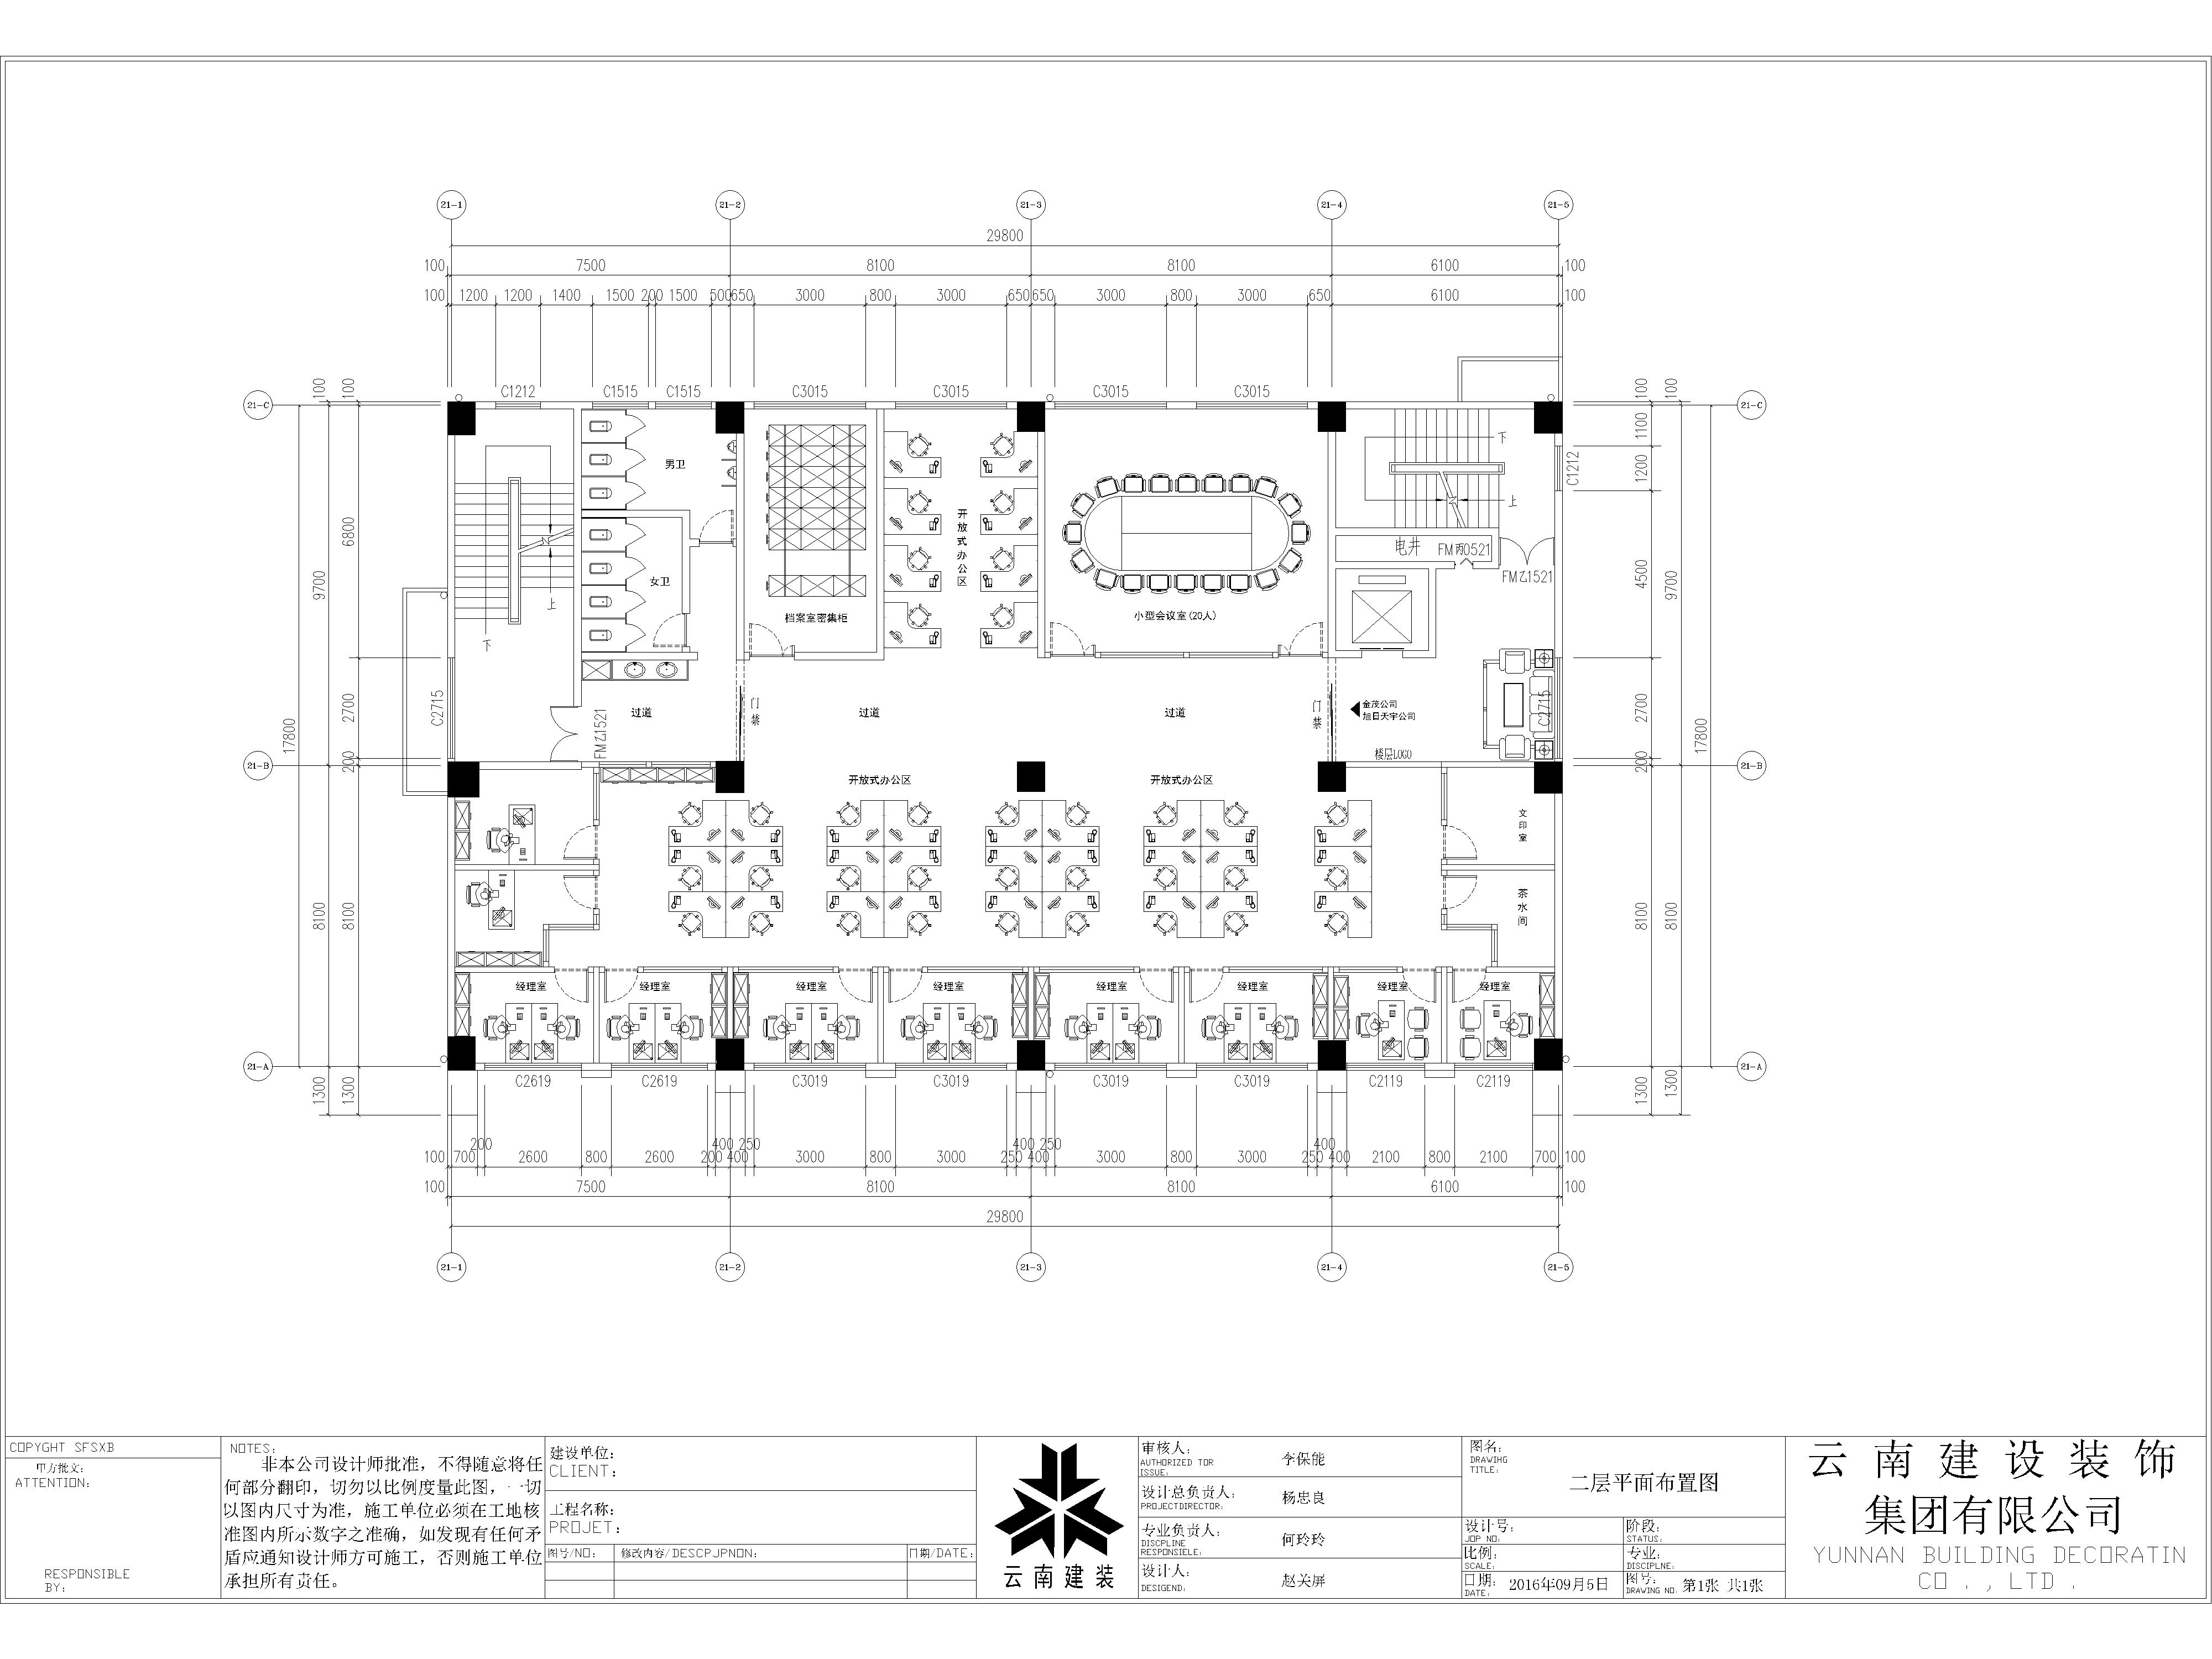 21-1 21-2 21-3 21-4 21-5
29800
100 7500 8100 8100 6100 100
100 1200 1200 1400 1500 200 1500 500 650 3000 800 3000 650 650 3000 800 3000 650 6100 100
C1212 C1515 C1515 C3015 C3015 C3015 C3015
21-C 21-C
100 100 100 100
1100
1200
C1212
6800
9700
4500
9700
2700
17800
200
2700
17800
200
8100
8100
8100
8100
1300
1300
1300
1300
21-B 21-B
21-A 21-A
男卫
女卫
档案室密集柜
开放式办公区
小型会议室(20人)
下
上
下
上
电井
FM丙0521
FM乙1521
C2715
过道
FM乙1521
门禁
过道
过道
门禁
金茂公司
旭日天宇公司
楼层LOGO
C2715
开放式办公区
开放式办公区
文印室
茶水间
经理室 经理室 经理室 经理室 经理室 经理室 经理室 经理室
C2619 C2619 C3019 C3019 C3019 C3019 C2119 C2119
200 400 250 400 250 400
100 700 2600 800 2600 200 400 3000 800 3000 250 400 3000 800 3000 250 400 2100 800 2100 700 100
100 7500 8100 8100 6100 100
29800
21-1 21-2 21-3 21-4 21-5
COPYGHT SFSXB
甲方批文:
ATTENTION:
RESPONSIBLE
BY:
NOTES:
非本公司设计师批准，不得随意将任
何部分翻印，切勿以比例度量此图，一切
以图内尺寸为准，施工单位必须在工地核
准图内所示数字之准确，如发现有任何矛
盾应通知设计师方可施工，否则施工单位
承担所有责任。
建设单位:
CLIENT:
工程名称:
PROJET:
图号/NO: 修改内容/DESCPJPNON: 日期/DATE:
云南建装
审核人:
AUTHORIZED TOR
ISSUE:
李保能
设计总负责人:
PROJECTDIRECTOR:
杨忠良
专业负责人:
DISCPLINE
RESPONSIELE:
何玲玲
设计人:
DESIGEND:
赵关屏
图名:
DRAWIHG
TITLE:
二层平面布置图
设计号:
JOP NO:
阶段:
STATUS:
比例:
SCALE:
专业:
DISCIPLNE:
日期:
DATE:
2016年09月5日
图号:
DRAWING NO.
第1张 共1张
云南建设装饰
集团有限公司
YUNNAN BUILDING DECORATIN
CO., LTD.